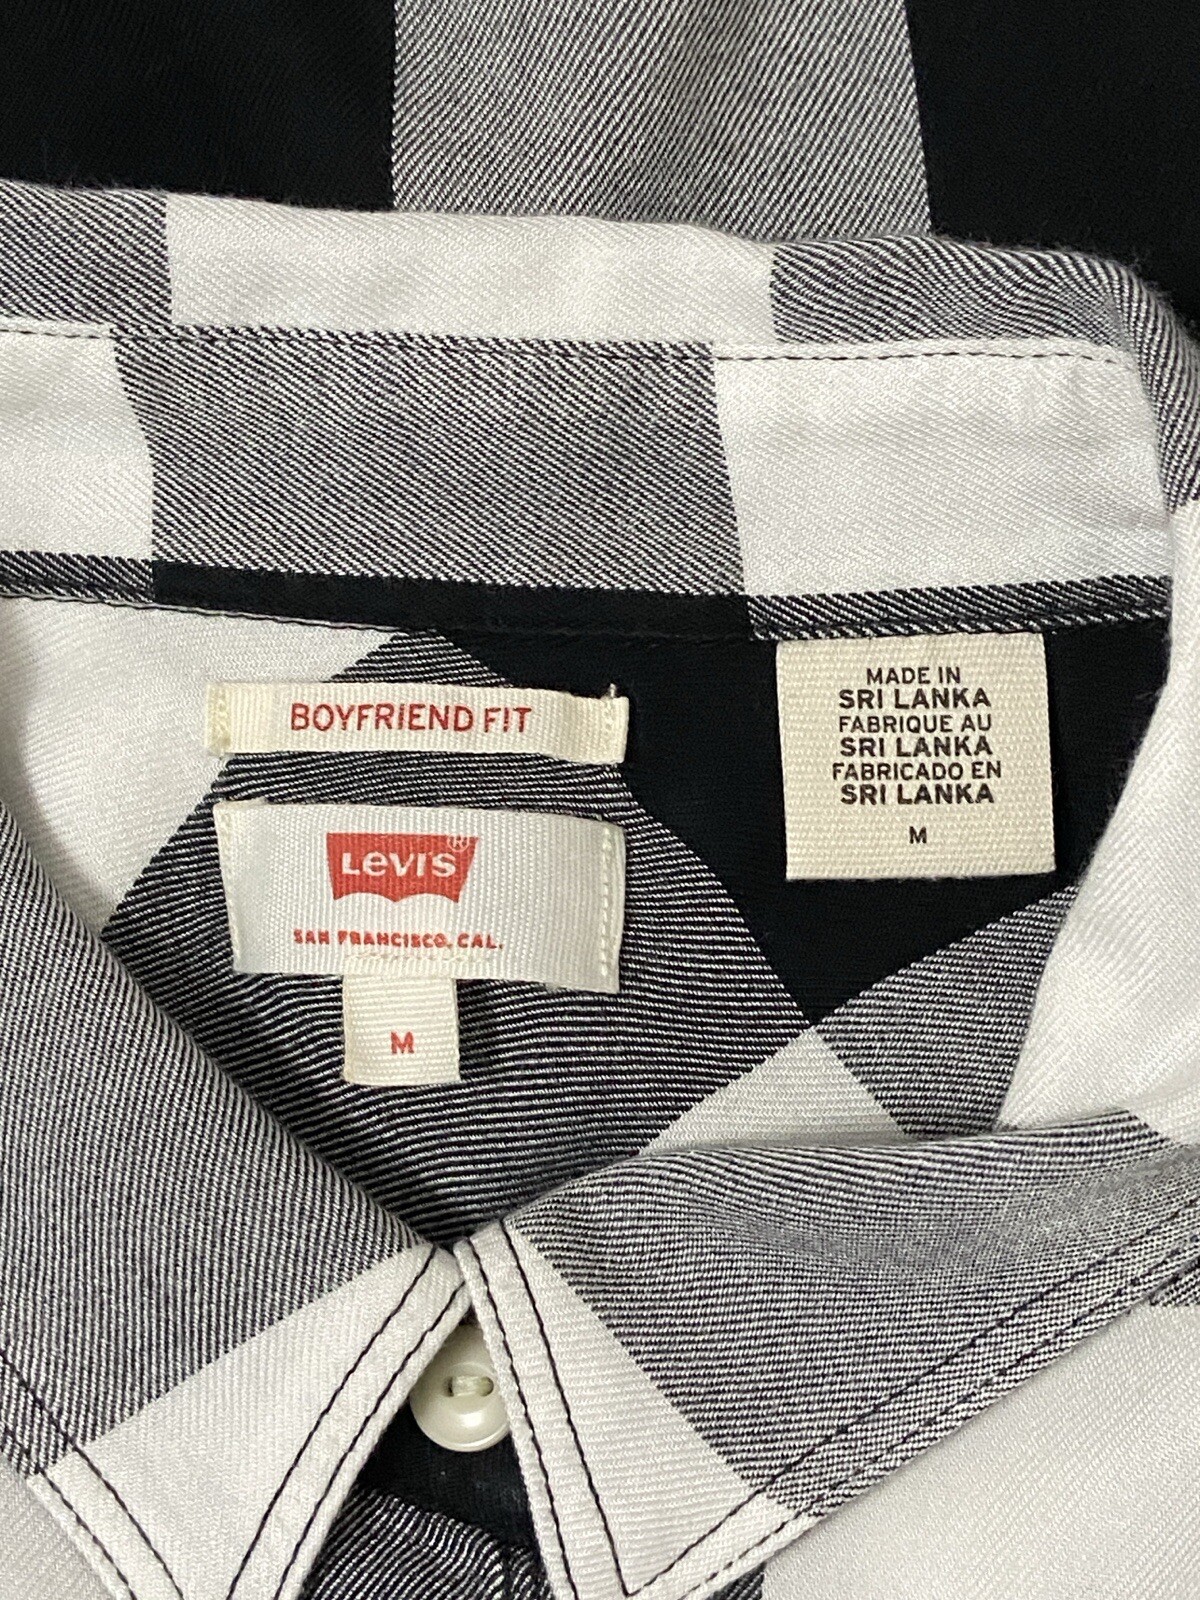 BOYFRIEND FIT
LEVI'S®
SAN FRANCISCO, CAL.
M
MADE IN
SRI LANKA
FABRIQUE AU
SRI LANKA
FABRICADO EN
SRI LANKA
M